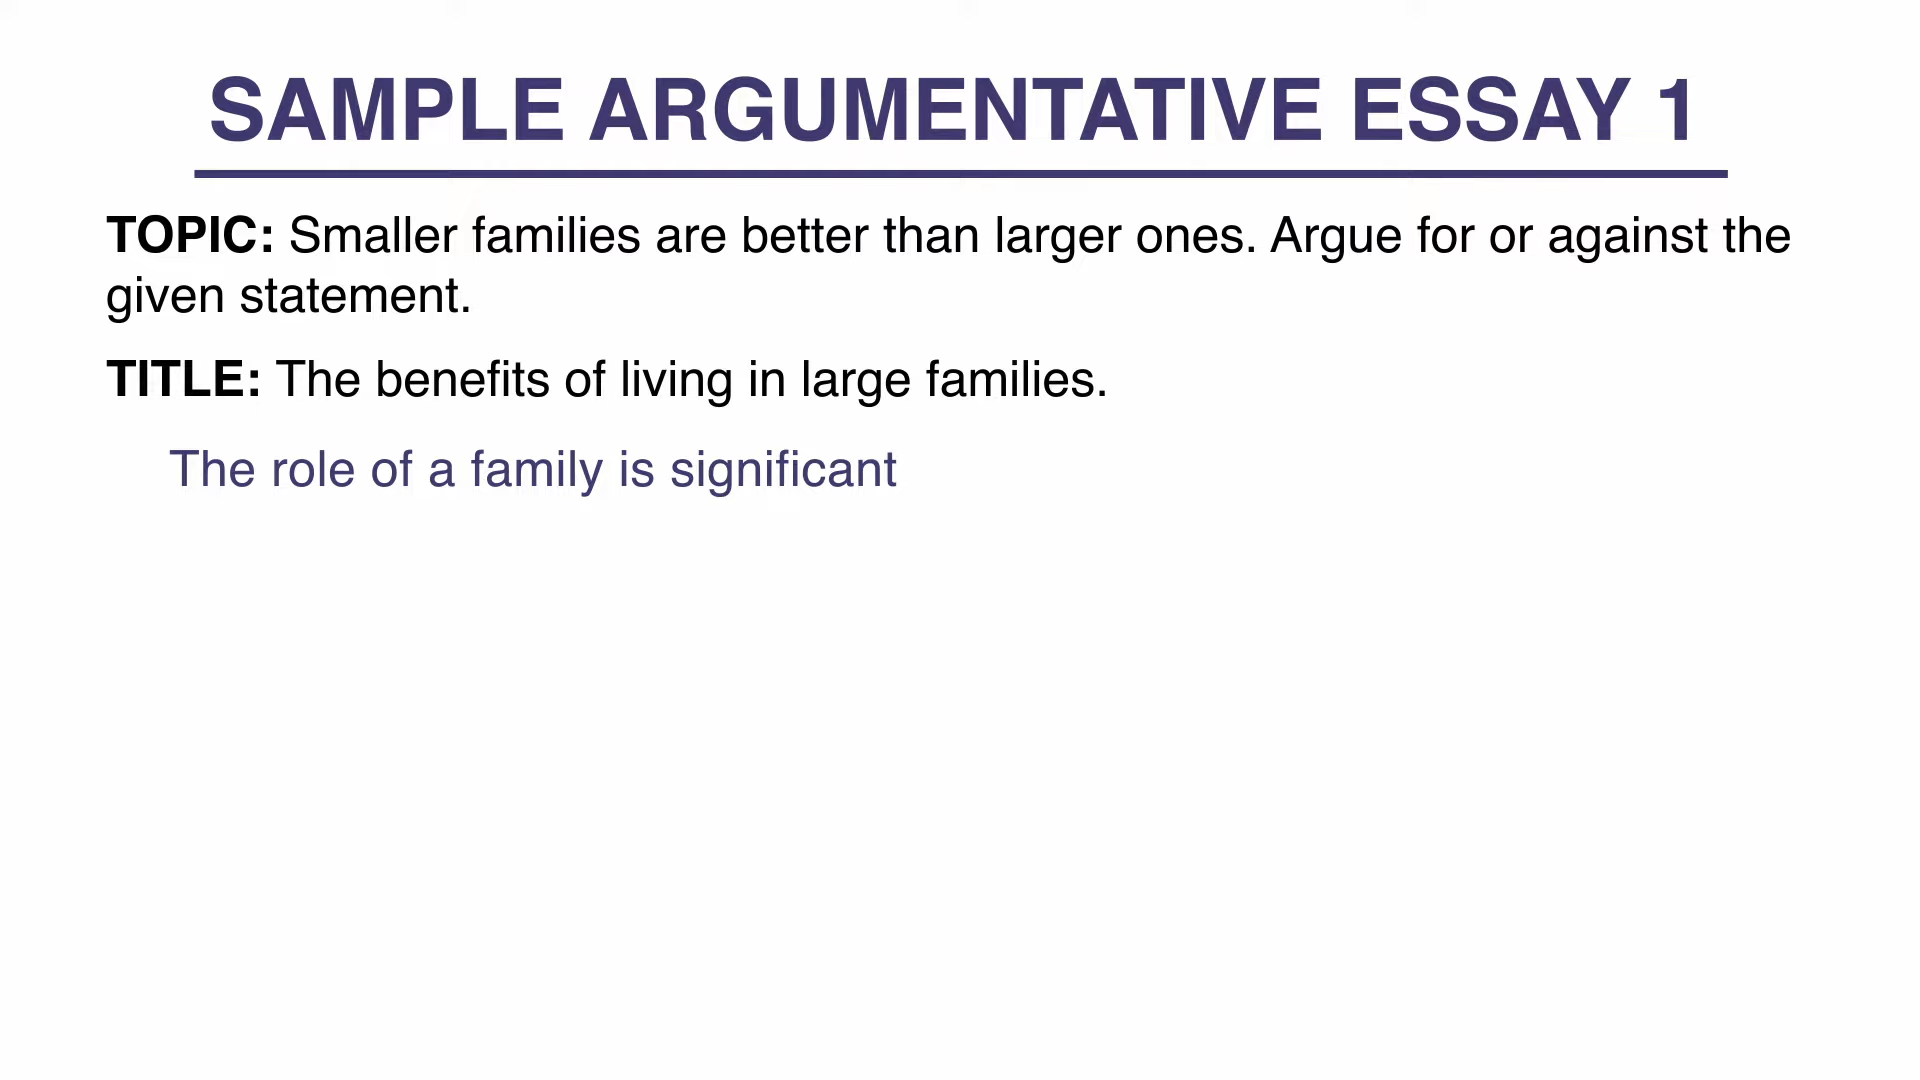 SAMPLE ARGUMENTATIVE ESSAY 1
TOPIC: Smaller families are better than larger ones. Argue for or against the
given statement.
TITLE: The benefits of living in large families.
The role of a family is significant